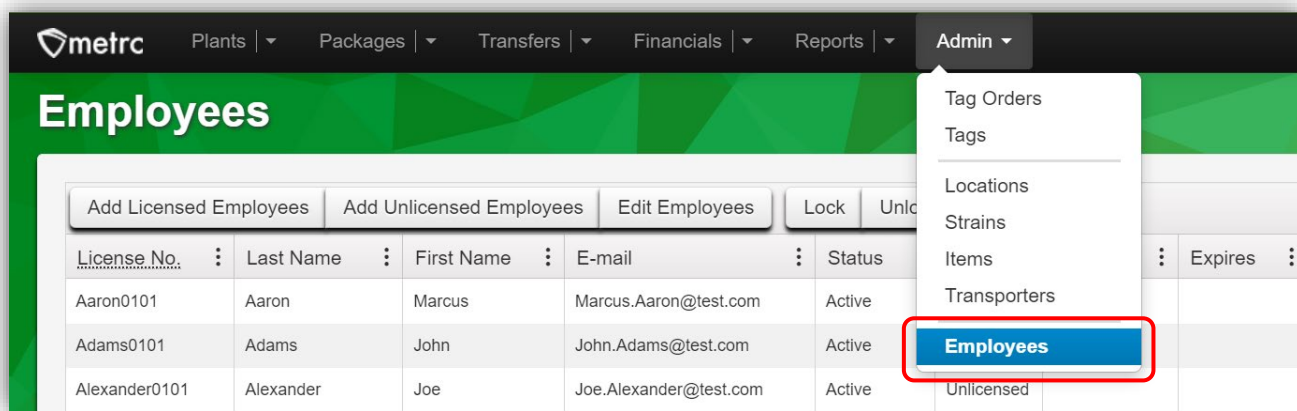 metrc Plants Packages Transfers Financials Reports Admin
Employees
Tag Orders
Tags
Locations
Strains
Items
Transporters
Employees
Add Licensed Employees Add Unlicensed Employees Edit Employees Lock Unlo
License No. Last Name First Name E-mail Status Expires
Aaron0101 Aaron Marcus Marcus.Aaron@test.com Active
Adams0101 Adams John John.Adams@test.com Active
Alexander0101 Alexander Joe Joe.Alexander@test.com Active Unlicensed